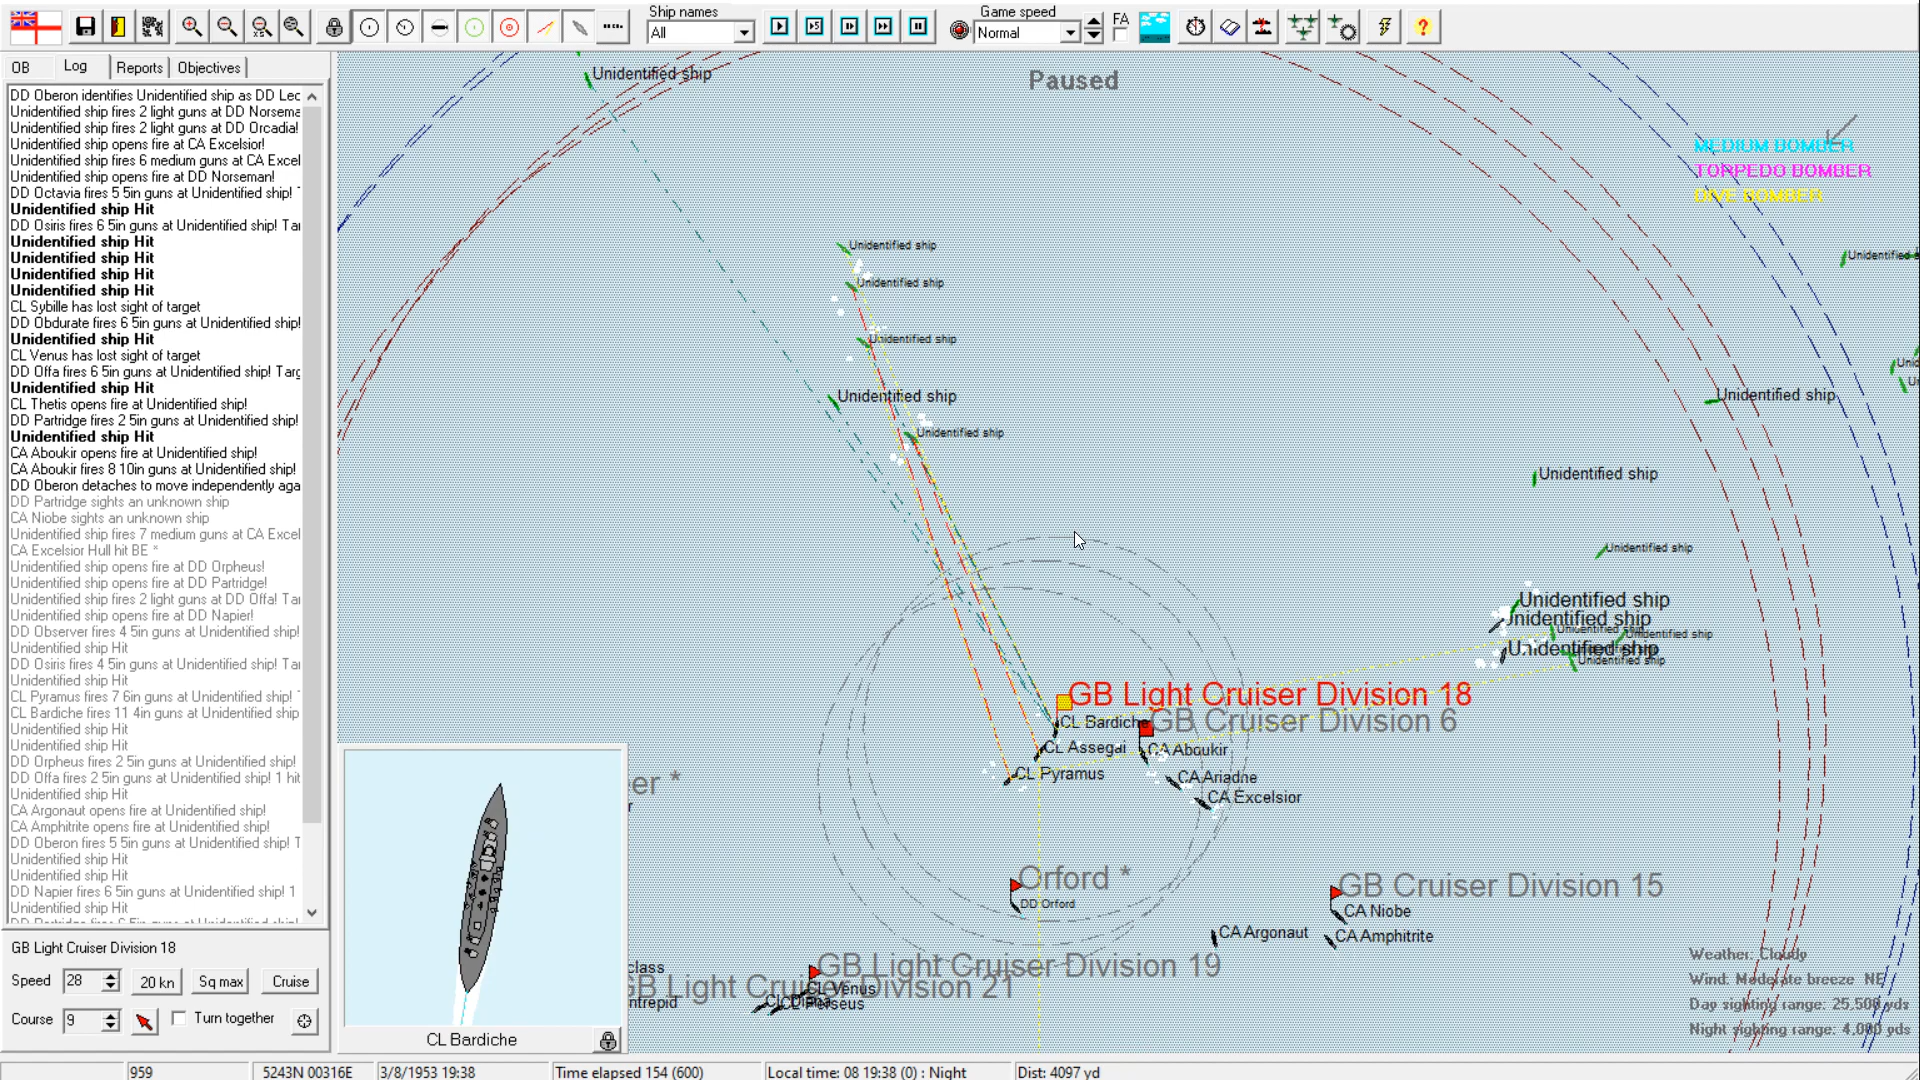 Ship names
All
Game speed
Normal
FA
OB
Log
Reports
Objectives
DD Oberon identifies Unidentified ship as DD Lec
Unidentified ship fires 2 light guns at DD Norsema
Unidentified ship fires 2 light guns at DD Orcadia!
Unidentified ship opens fire at CA Excelsior!
Unidentified ship fires 6 medium guns at CA Excel
Unidentified ship opens fire at DD Norseman!
DD Octavia fires 5 5in guns at Unidentified ship!
Unidentified ship Hit
DD Osiris fires 6 5in guns at Unidentified ship! Tar
Unidentified ship Hit
Unidentified ship Hit
Unidentified ship Hit
Unidentified ship Hit
CL Sybille has lost sight of target
DD Obdurate fires 6 5in guns at Unidentified ship!
Unidentified ship Hit
CL Venus has lost sight of target
DD Offa fires 6 5in guns at Unidentified ship! Targ
Unidentified ship Hit
CL Thetis opens fire at Unidentified ship!
DD Partridge fires 2 5in guns at Unidentified ship!
Unidentified ship Hit
CA Aboukir opens fire at Unidentified ship!
CA Aboukir fires 8 10in guns at Unidentified ship!
DD Oberon detaches to move independently aga
DD Partridge sights an unknown ship
CA Niobe sights an unknown ship
Unidentified ship fires 7 medium guns at CA Excel
CA Excelsior Hull hit BE *
Unidentified ship opens fire at DD Orpheus!
Unidentified ship opens fire at DD Partridge!
Unidentified ship fires 2 light guns at DD Offa! Tar
Unidentified ship opens fire at DD Napier!
DD Observer fires 4 5in guns at Unidentified ship!
Unidentified ship Hit
DD Osiris fires 4 5in guns at Unidentified ship! Tar
Unidentified ship Hit
CL Pyramus fires 7 6in guns at Unidentified ship!
CL Bardiche fires 11 4in guns at Unidentified ship
Unidentified ship Hit
Unidentified ship Hit
DD Orpheus fires 2 5in guns at Unidentified ship!
DD Offa fires 2 5in guns at Unidentified ship! 1 hit
Unidentified ship Hit
CA Argonaut opens fire at Unidentified ship!
CA Amphitrite opens fire at Unidentified ship!
DD Oberon fires 5 5in guns at Unidentified ship! T
Unidentified ship Hit
Unidentified ship Hit
DD Napier fires 6 5in guns at Unidentified ship! 1
Unidentified ship Hit
GB Light Cruiser Division 18
Speed 28
20 kn
Sq max
Cruise
Course 9
Turn together
Paused
MEDIUM BOMBER
TORPEDO BOMBER
DIVE BOMBER
Unidentified ship
Unidentified ship
Unidentified ship
Unidentified ship
Unidentified ship
Unidentified ship
Unidentified s
Unid
Unidentified ship
Unidentified ship
Unidentified ship
Unidentified ship
Unidentified ship
Unidentified ship
Unidentified ship
Unidentified ship
Unidentified ship
GB Light Cruiser Division 18
CL Bardiche
GB Cruiser Division 6
CL Assegai
CA Aboukir
CL Pyramus
CA Ariadne
CA Excelsior
er *
r
Orford *
DD Orford
GB Cruiser Division 15
CA Niobe
CA Argonaut
CA Amphitrite
GB Light Cruiser Division 19
class
GB Light Cruiser Division 21
CL Venus
ntrepid
CL Diana
CL Perseus
CL Bardiche
Weather: Cloudy
Wind: Moderate breeze NE
Day sighting range: 25,500 yds
Night sighting range: 4,000 yds
959
5243N 00316E
3/8/1953 19:38
Time elapsed 154 (600)
Local time: 08 19:38 (0) : Night
Dist: 4097 yd